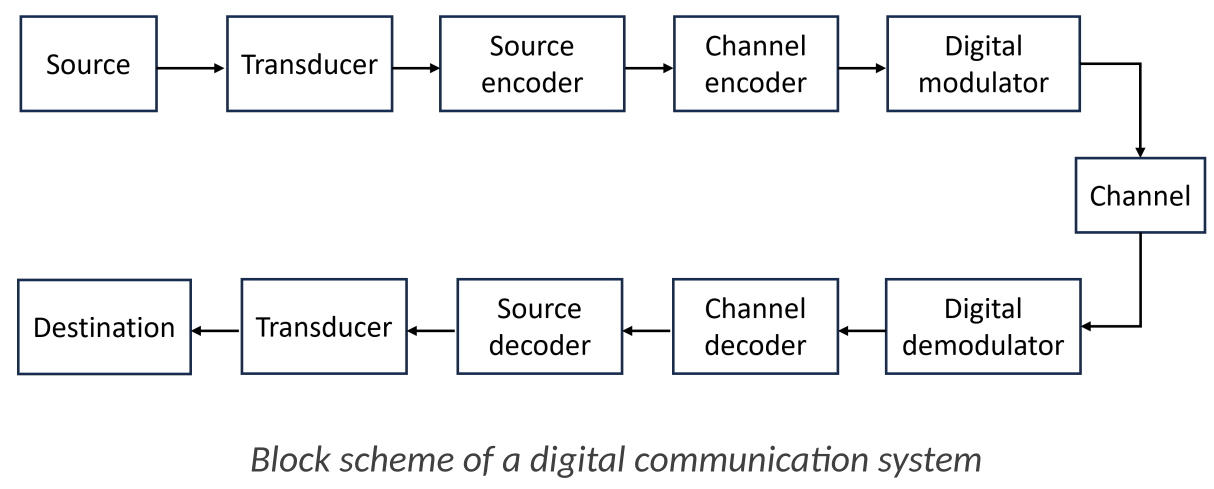 Source
Transducer
Source
encoder
Channel
encoder
Digital
modulator
Channel
Destination
Transducer
Source
decoder
Channel
decoder
Digital
demodulator
Block scheme of a digital communication system